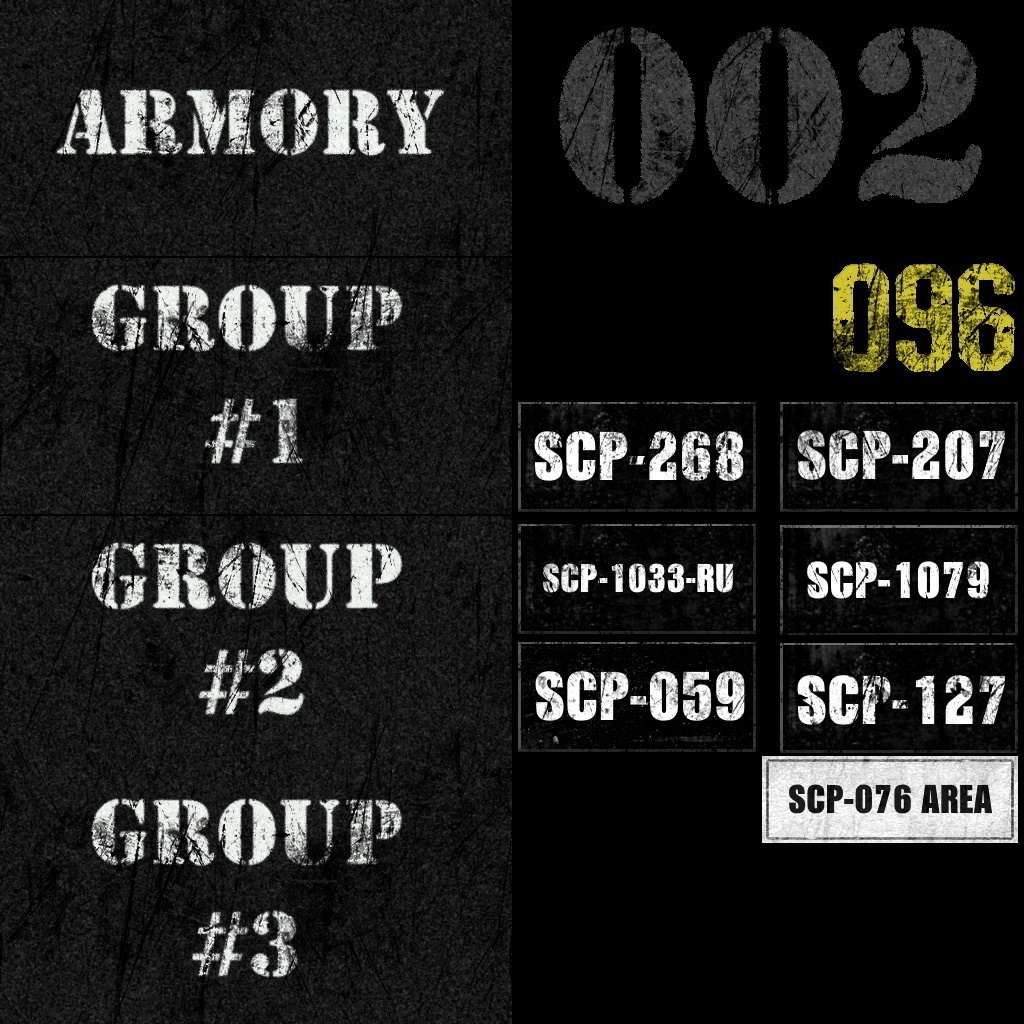 ARMORY
GROUP
#1
GROUP
#2
GROUP
#3
002
096
SCP-268
SCP-207
SCP-1033-RU
SCP-1079
SCP-059
SCP-127
SCP-076 AREA